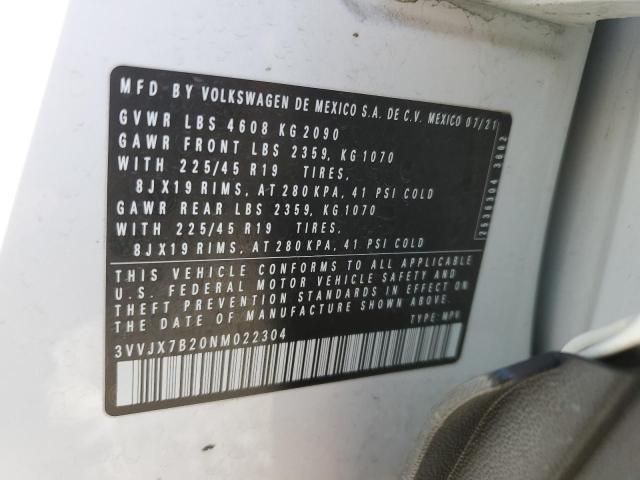 MFD BY VOLKSWAGEN DE MEXICO S.A. DE C.V. MEXICO 07/21
GVWR LBS 4608 KG 2090
GAWR FRONT LBS 2359, KG 1070
WITH 225/45 R19 TIRES,
8JX19 RIMS, AT 280 KPA, 41 PSI COLD
GAWR REAR LBS 2359, KG 1070
WITH 225/45 R19 TIRES,
8JX19 RIMS, AT 280 KPA, 41 PSI COLD
THIS VEHICLE CONFORMS TO ALL APPLICABLE
U.S. FEDERAL MOTOR VEHICLE SAFETY AND
THEFT PREVENTION STANDARDS IN EFFECT ON
THE DATE OF MANUFACTURE SHOWN ABOVE.
3VVJX7B20NM022304 TYPE: MPV
2536304 3602